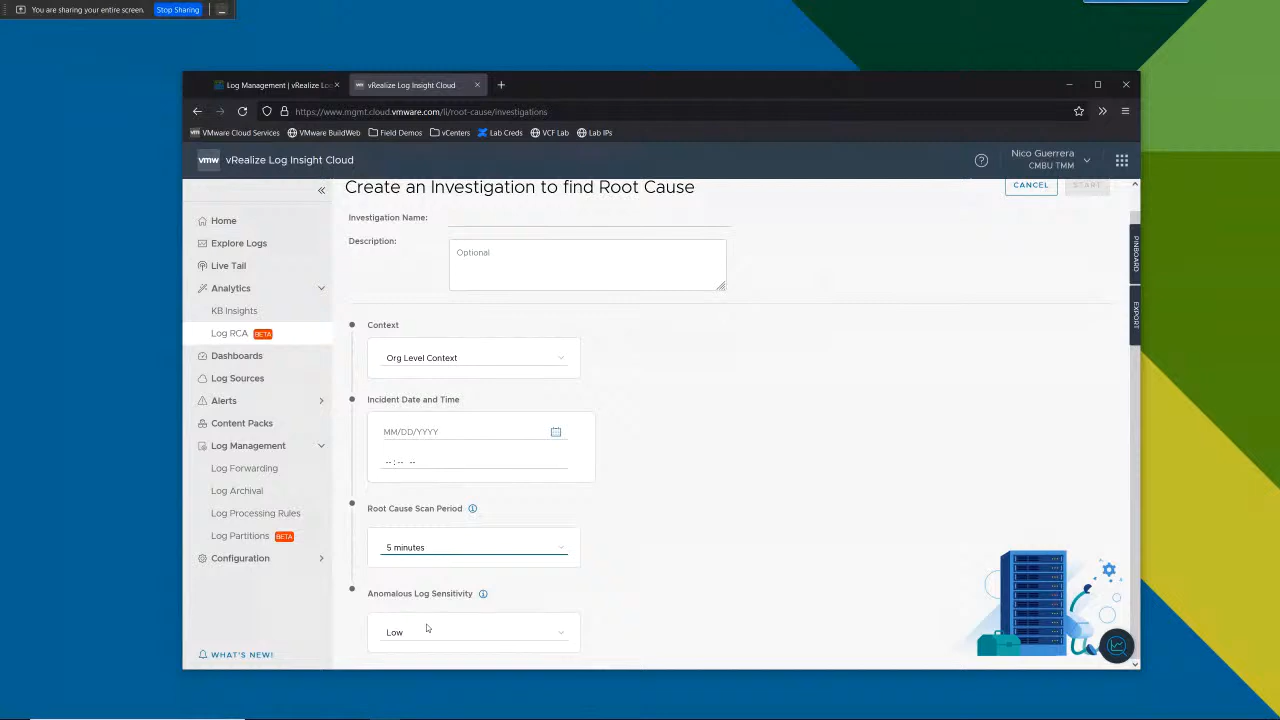 You are sharing your entire screen. Stop Sharing
Log Management | vRealize Lo
vRealize Log Insight Cloud
https://www.mgmt.cloud.vmware.com/li/root-cause/investigations
VMware Cloud Services VMware BuildWeb Field Demos vCenters Lab Creds VCF Lab Lab IPs
vmw vRealize Log Insight Cloud
Nico Guerrera
CMBU TMM
Create an Investigation to find Root Cause
CANCEL START
Home
Explore Logs
Live Tail
Analytics
KB Insights
Log RCA BETA
Dashboards
Log Sources
Alerts
Content Packs
Log Management
Log Forwarding
Log Archival
Log Processing Rules
Log Partitions BETA
Configuration
WHAT'S NEW!
Investigation Name:
Description:
Optional
Context
Org Level Context
Incident Date and Time
MM/DD/YYYY
--:-- --
Root Cause Scan Period
5 minutes
Anomalous Log Sensitivity
Low
PINBOARD
EXPORT